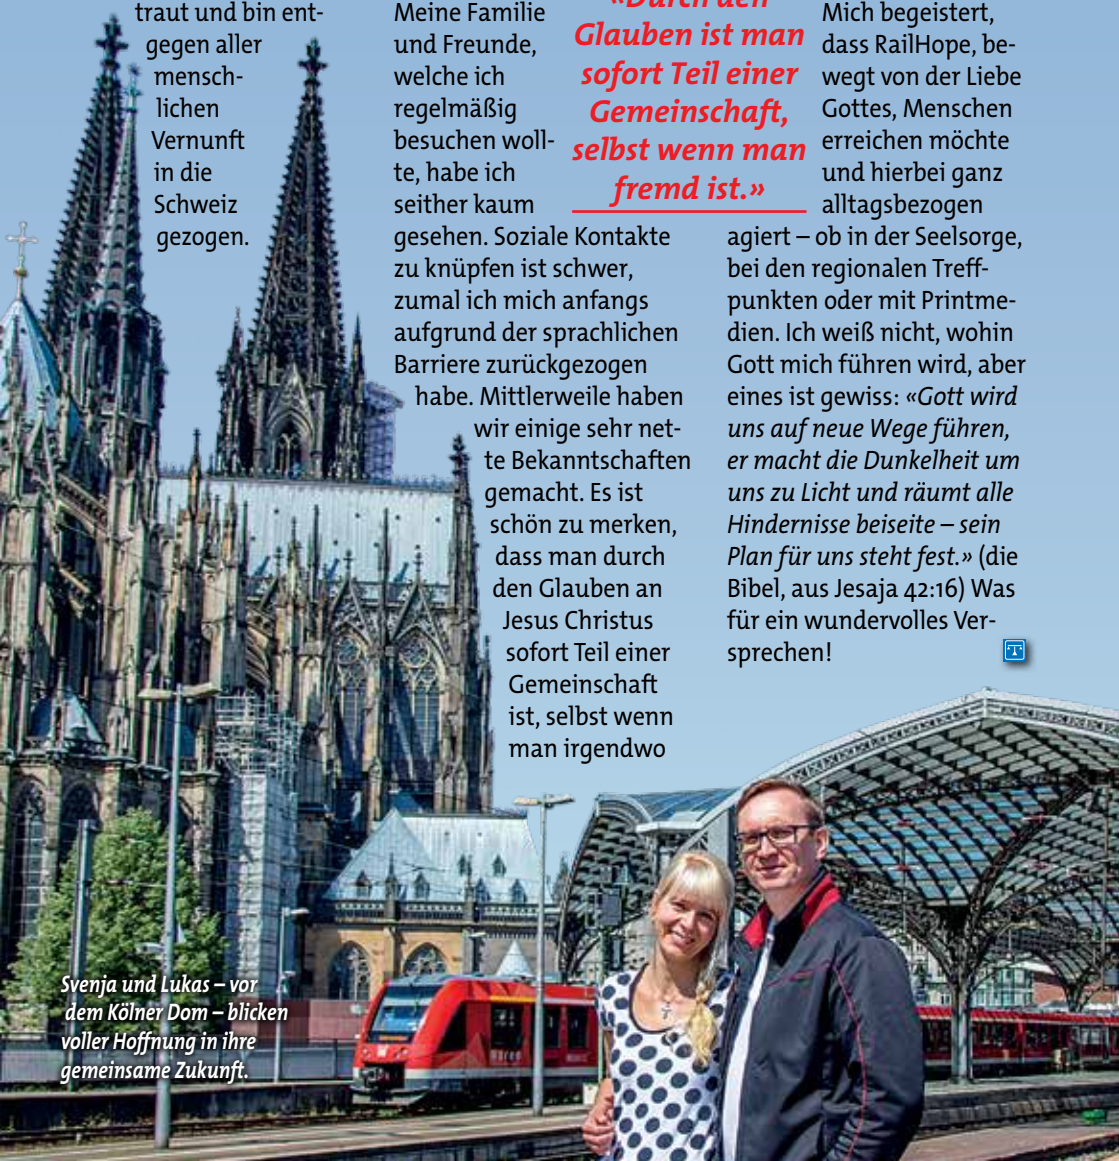 traut und bin ent-
gegen aller
mensch-
lichen
Vernunft
in die
Schweiz
gezogen.
Meine Familie
und Freunde,
welche ich
regelmäßig
besuchen woll-
te, habe ich
seither kaum
gesehen. Soziale Kontakte
zu knüpfen ist schwer,
zumal ich mich anfangs
aufgrund der sprachlichen
Barriere zurückgezogen
habe. Mittlerweile haben
wir einige sehr net-
te Bekanntschaften
gemacht. Es ist
schön zu merken,
dass man durch
den Glauben an
Jesus Christus
sofort Teil einer
Gemeinschaft
ist, selbst wenn
man irgendwo
«Durch den
Glauben ist man
sofort Teil einer
Gemeinschaft,
selbst wenn man
fremd ist.»
Mich begeistert,
dass RailHope, be-
wegt von der Liebe
Gottes, Menschen
erreichen möchte
und hierbei ganz
alltagsbezogen
agiert – ob in der Seelsorge,
bei den regionalen Treff-
punkten oder mit Printme-
dien. Ich weiß nicht, wohin
Gott mich führen wird, aber
eines ist gewiss: «Gott wird
uns auf neue Wege führen,
er macht die Dunkelheit um
uns zu Licht und räumt alle
Hindernisse beiseite – sein
Plan für uns steht fest.» (die
Bibel, aus Jesaja 42:16) Was
für ein wundervolles Ver-
sprechen!
Svenja und Lukas – vor
dem Kölner Dom – blicken
voller Hoffnung in ihre
gemeinsame Zukunft.